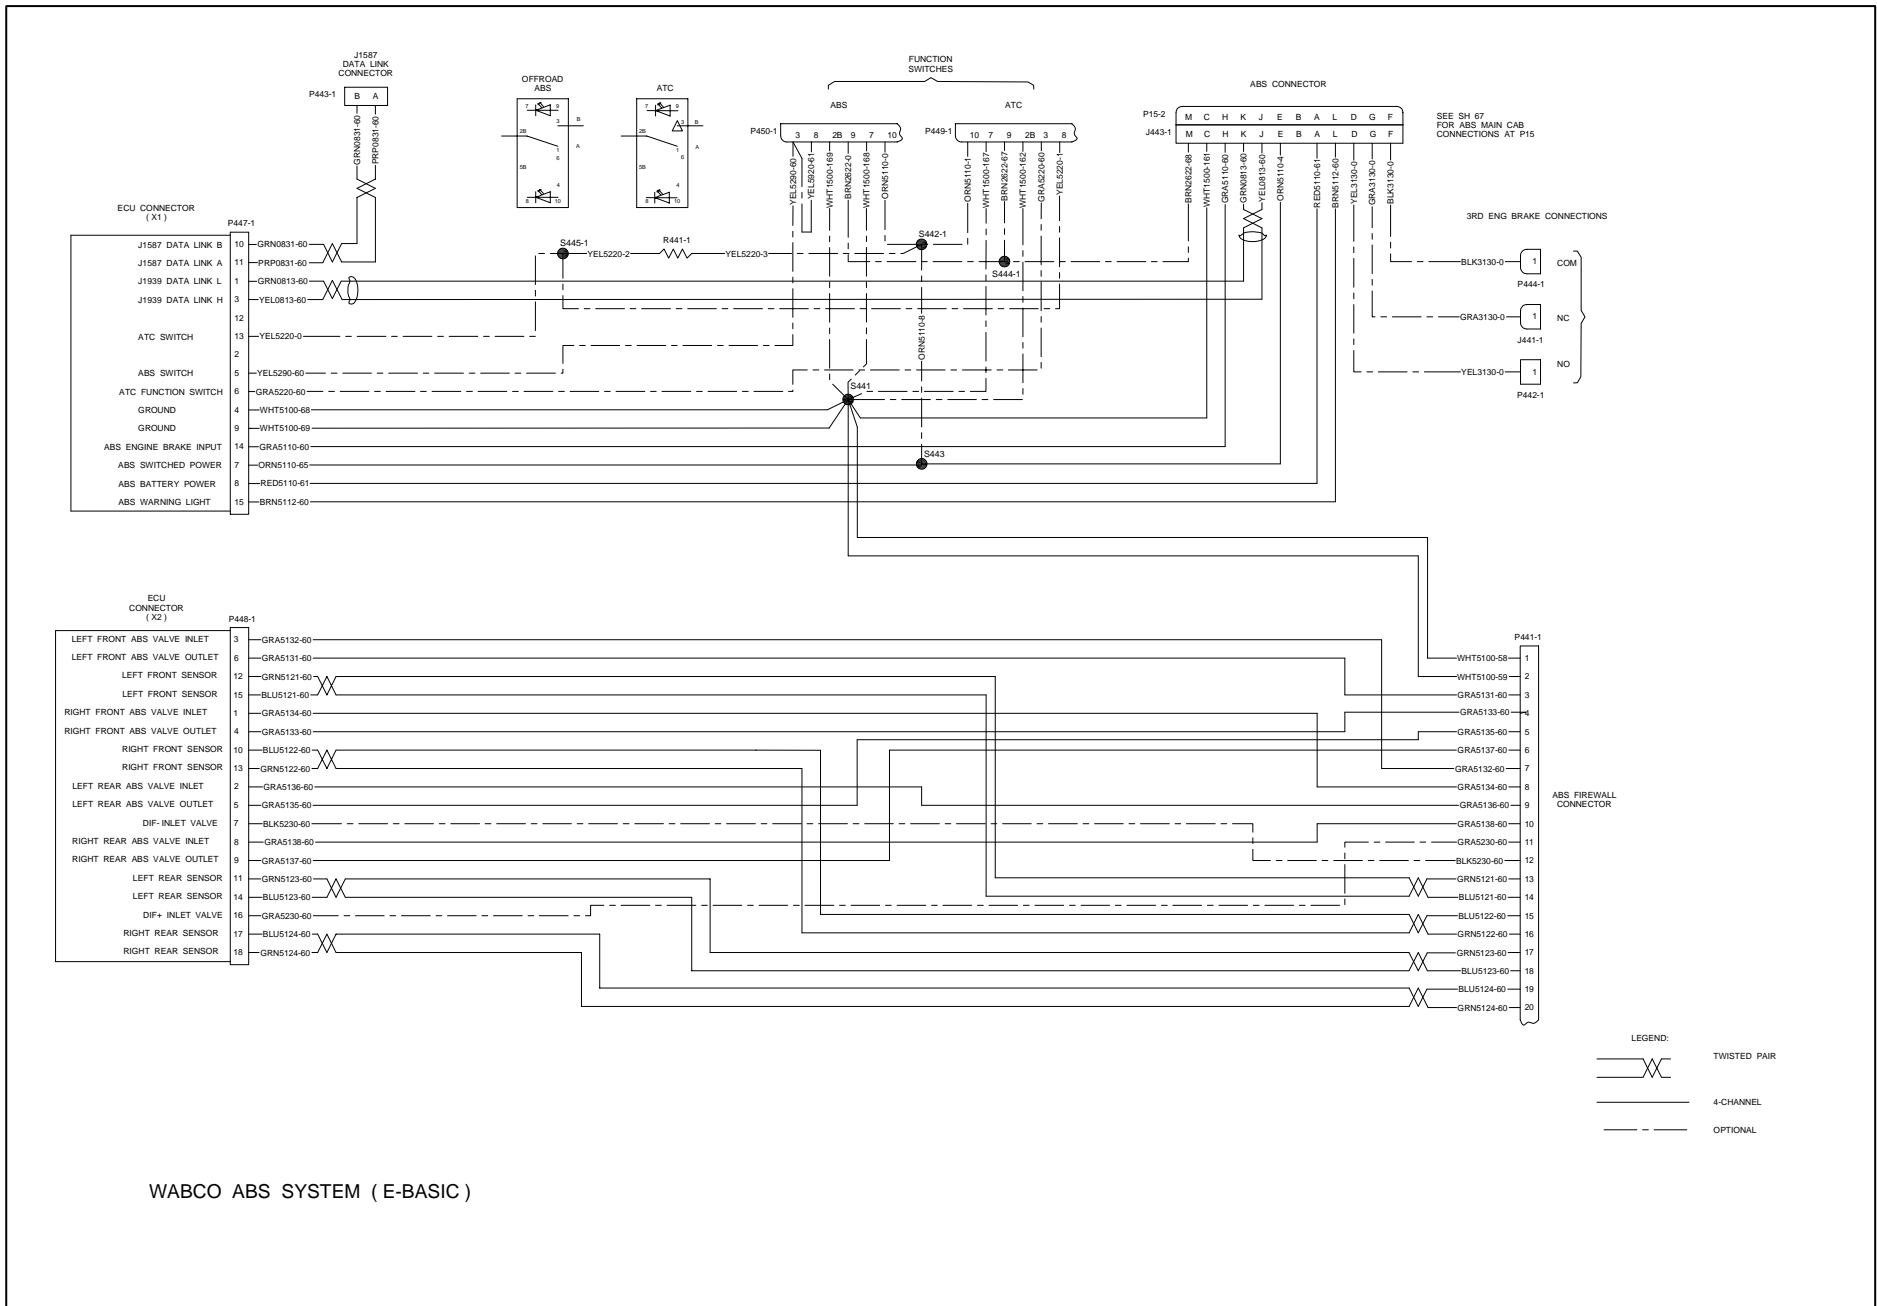 J1587
DATA LINK
CONNECTOR
P443-1
B A
GRN0831-60
PRP0831-60
OFFROAD
ABS
7 9
3 B
2B
A
1
6
5B
4
8 10
ATC
7 9
3 B
2B
A
1
6
5B
4
8 10
FUNCTION
SWITCHES
ABS
ATC
P450-1
3 8 2B 9 7 10
YEL5290-60
YEL5920-61
WHT1500-169
BRN2622-0
WHT1500-168
ORN5110-0
P449-1
10 7 9 2B 3 8
ORN5110-1
WHT1500-167
BRN2622-67
WHT1500-162
GRA5220-60
YEL5220-1
ABS CONNECTOR
P15-2
M C H K J E B A L D G F
J443-1
M C H K J E B A L D G F
BRN2622-68
WHT1500-161
GRA5110-60
GRN0813-60
YEL0813-60
ORN5110-4
RED5110-61
BRN5112-60
YEL3130-0
GRA3130-0
BLK3130-0
SEE SH 67
FOR ABS MAIN CAB
CONNECTIONS AT P15
3RD ENG BRAKE CONNECTIONS
BLK3130-0 1 COM
P444-1
GRA3130-0 1 NC
J441-1
YEL3130-0 1 NO
P442-1
S445-1
YEL5220-2
R441-1
YEL5220-3
S442-1
S444-1
ORN5110-8
S441
S443
ECU CONNECTOR
( X1 )
P447-1
J1587 DATA LINK B 10 GRN0831-60
J1587 DATA LINK A 11 PRP0831-60
J1939 DATA LINK L 1 GRN0813-60
J1939 DATA LINK H 3 YEL0813-60
12
ATC SWITCH 13 YEL5220-0
2
ABS SWITCH 5 YEL5290-60
ATC FUNCTION SWITCH 6 GRA5220-60
GROUND 4 WHT5100-68
GROUND 9 WHT5100-69
ABS ENGINE BRAKE INPUT 14 GRA5110-60
ABS SWITCHED POWER 7 ORN5110-65
ABS BATTERY POWER 8 RED5110-61
ABS WARNING LIGHT 15 BRN5112-60
ECU
CONNECTOR
( X2 )
P448-1
LEFT FRONT ABS VALVE INLET 3 GRA5132-60
LEFT FRONT ABS VALVE OUTLET 6 GRA5131-60
LEFT FRONT SENSOR 12 GRN5121-60
LEFT FRONT SENSOR 15 BLU5121-60
RIGHT FRONT ABS VALVE INLET 1 GRA5134-60
RIGHT FRONT ABS VALVE OUTLET 4 GRA5133-60
RIGHT FRONT SENSOR 10 BLU5122-60
RIGHT FRONT SENSOR 13 GRN5122-60
LEFT REAR ABS VALVE INLET 2 GRA5136-60
LEFT REAR ABS VALVE OUTLET 5 GRA5135-60
DIF- INLET VALVE 7 BLK5230-60
RIGHT REAR ABS VALVE INLET 8 GRA5138-60
RIGHT REAR ABS VALVE OUTLET 9 GRA5137-60
LEFT REAR SENSOR 11 GRN5123-60
LEFT REAR SENSOR 14 BLU5123-60
DIF+ INLET VALVE 16 GRA5230-60
RIGHT REAR SENSOR 17 BLU5124-60
RIGHT REAR SENSOR 18 GRN5124-60
P441-1
WHT5100-58 1
WHT5100-59 2
GRA5131-60 3
GRA5133-60 4
GRA5135-60 5
GRA5137-60 6
GRA5132-60 7
GRA5134-60 8
GRA5136-60 9
GRA5138-60 10
GRA5230-60 11
BLK5230-60 12
GRN5121-60 13
BLU5121-60 14
BLU5122-60 15
GRN5122-60 16
GRN5123-60 17
BLU5123-60 18
BLU5124-60 19
GRN5124-60 20
ABS FIREWALL
CONNECTOR
LEGEND:
TWISTED PAIR
4-CHANNEL
OPTIONAL
WABCO ABS SYSTEM ( E-BASIC )